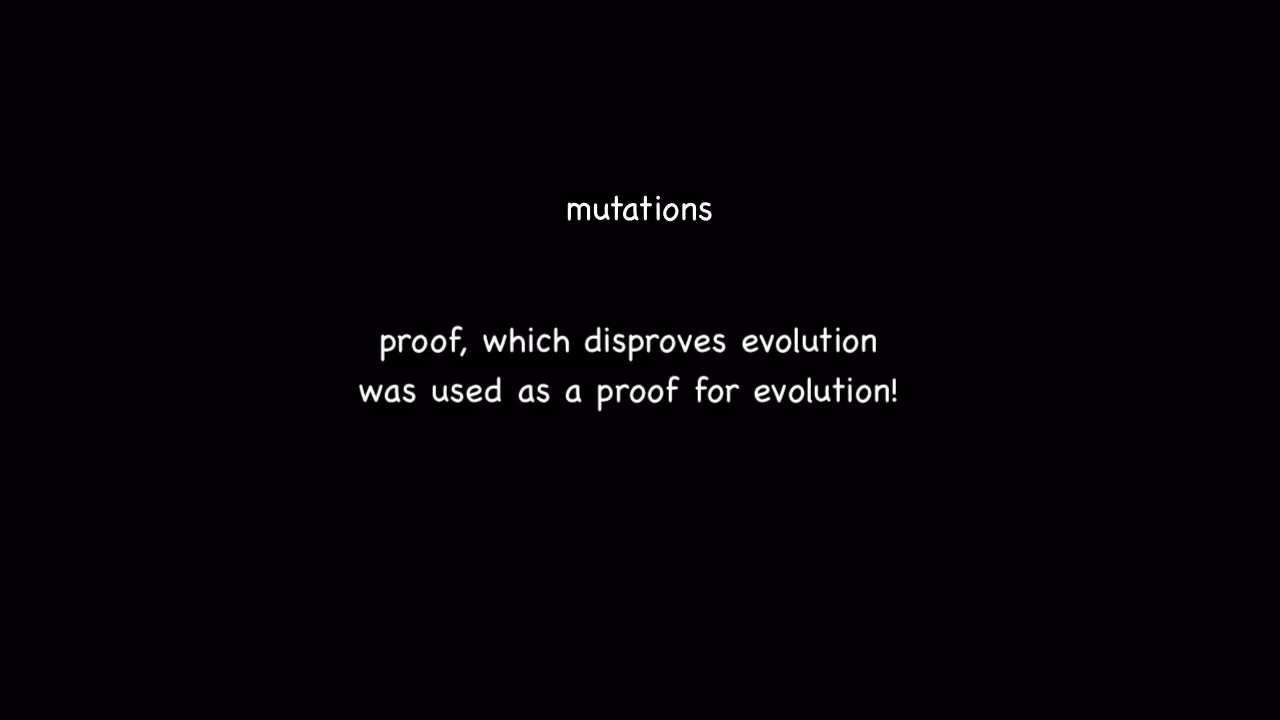 mutations
proof, which disproves evolution
was used as a proof for evolution!